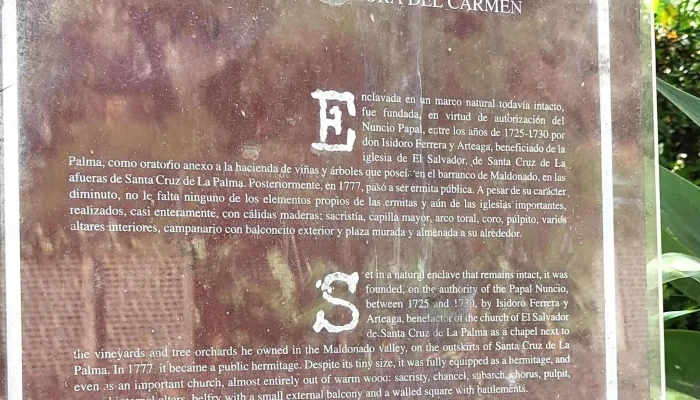 DEL CARMEN
Enclavada en un marco natural todavía intacto,
fue fundada, en virtud de autorización del
Nuncio Papal, entre los años de 1725-1730 por
don Isidoro Ferrera y Arteaga, beneficiado de la
iglesia de El Salvador, de Santa Cruz de La
Palma, como oratorio anexo a la hacienda de viñas y árboles que poseía en el barranco de Maldonado, en las
afueras de Santa Cruz de La Palma. Posteriormente, en 1777, pasó a ser ermita pública. A pesar de su carácter
diminuto, no le falta ninguno de los elementos propios de las ermitas y aún de las iglesias importantes,
realizados, casi enteramente, con cálidas maderas; sacristía, capilla mayor, arco toral, coro, púlpito, varios
altares interiores, campanario con balconcito exterior y plaza murada y almenada a su alrededor.
Set in a natural enclave that remains intact, it was
founded, on the authority of the Papal Nuncio,
between 1725 and 1730, by Isidoro Ferrera y
Arteaga, benefactor of the church of El Salvador
de Santa Cruz de La Palma as a chapel next to
the vineyards and tree orchards he owned in the Maldonado valley, on the outskirts of Santa Cruz de La
Palma. In 1777, it became a public hermitage. Despite its tiny size, it was fully equipped as a hermitage, and
even as an important church, almost entirely out of warm wood: sacristy, chancel, subarch, chorus, pulpit,
internal altars, belfry with a small external balcony and a walled square with battlements.